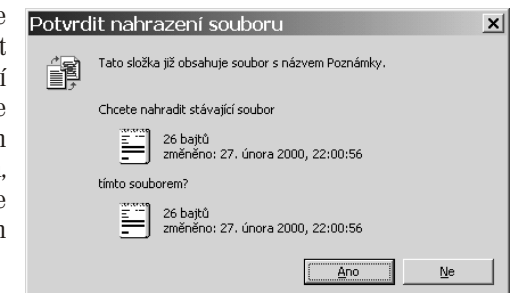 Potvrdit nahrazení souboru
Tato složka již obsahuje soubor s názvem Poznámky.
Chcete nahradit stávající soubor
26 bajtů
změněno: 27. února 2000, 22:00:56
tímto souborem?
26 bajtů
změněno: 27. února 2000, 22:00:56
Ano
Ne